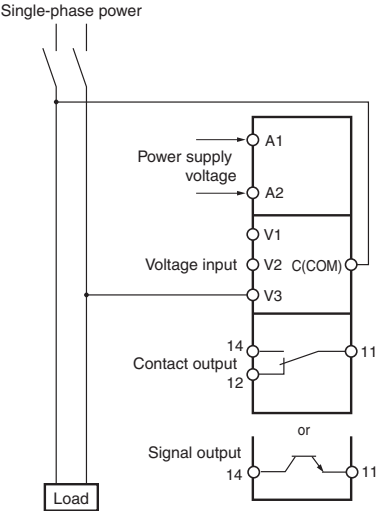 Single-phase power
A1
Power supply
voltage
A2
V1
Voltage input
V2
C(COM)
V3
14
11
Contact output
12
or
Signal output
14
11
Load